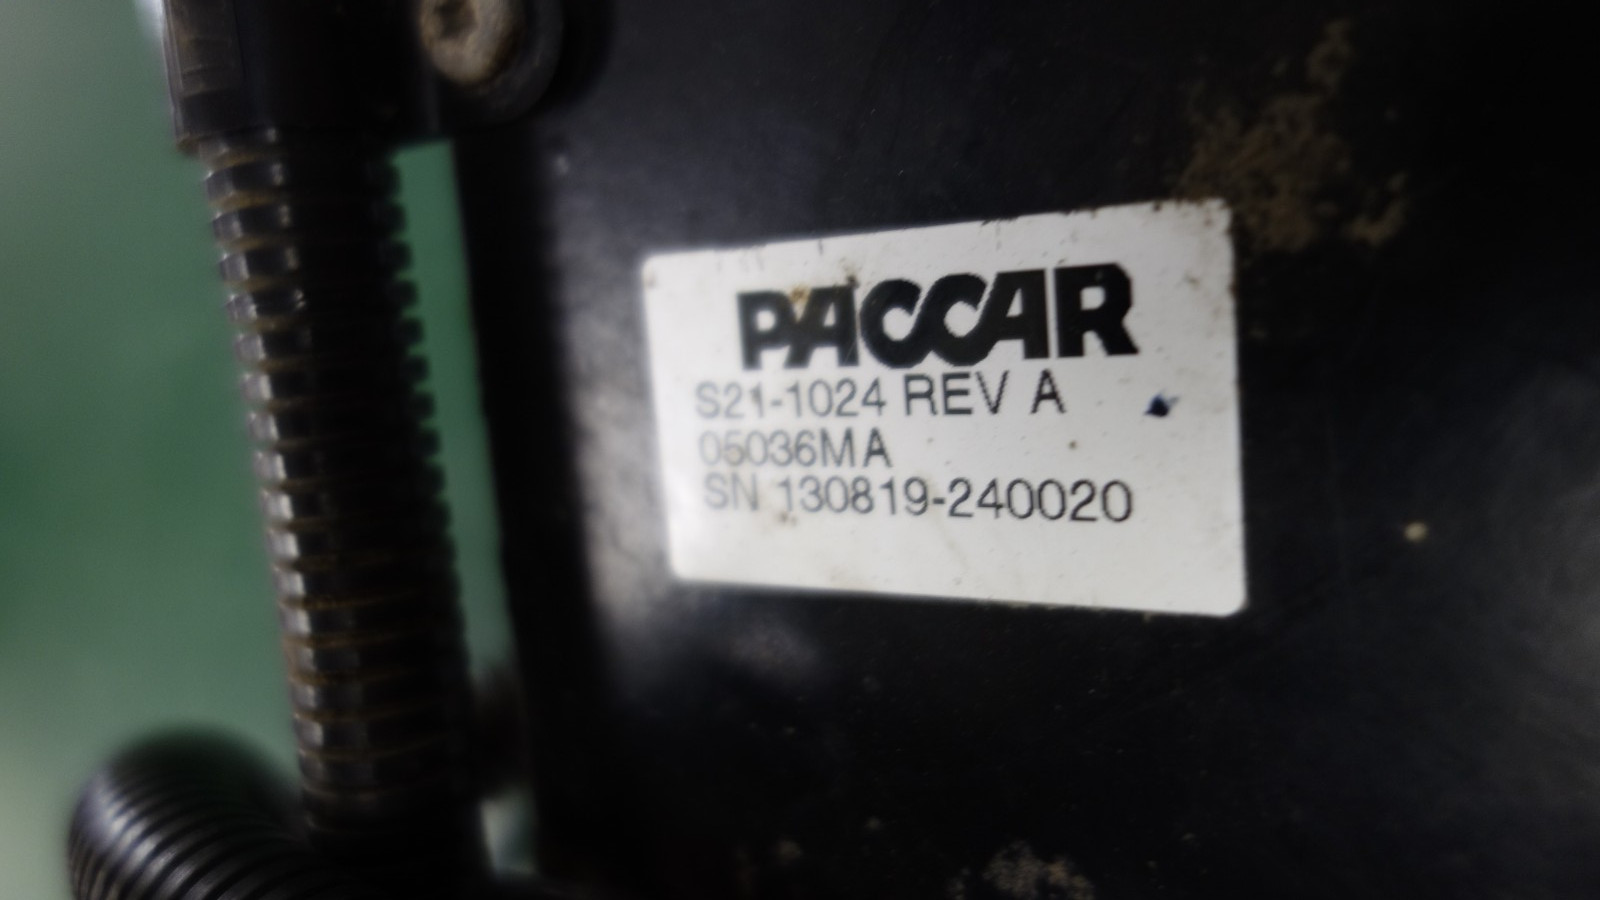 PACCAR
S21-1024 REV A
05036MA
SN 130819-240020